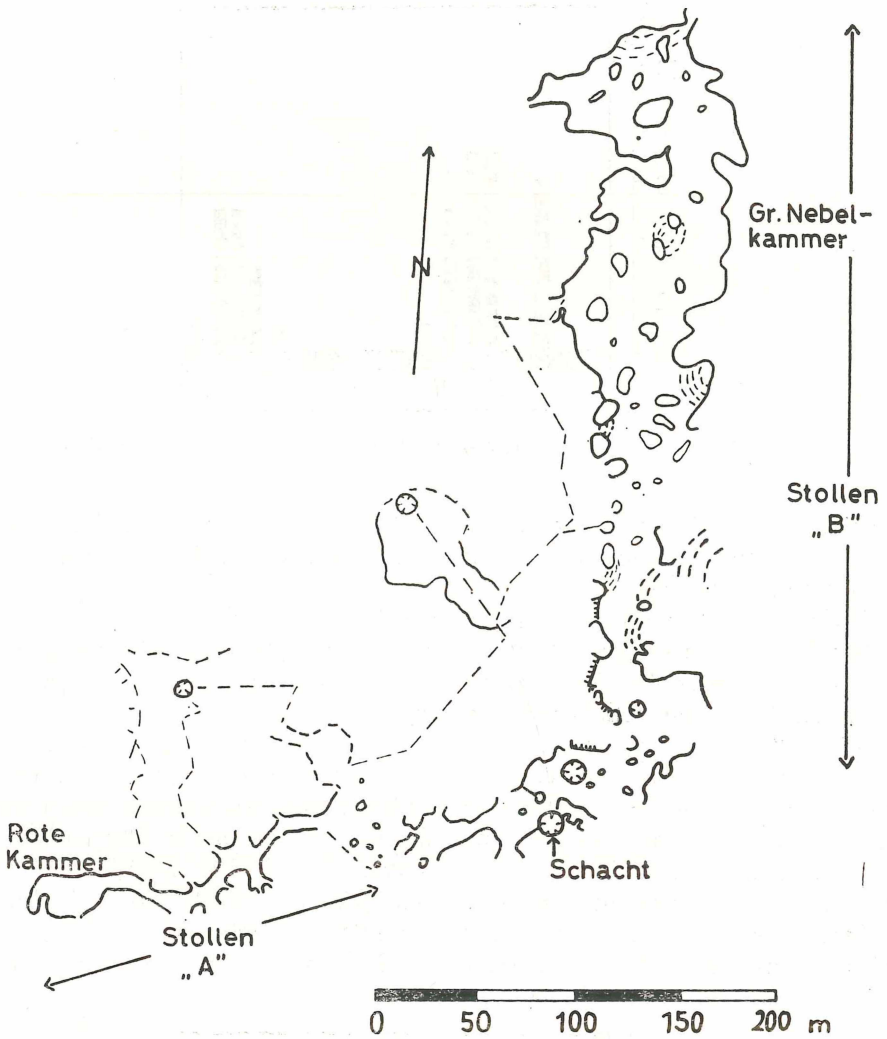 Gr. Nebel-
kammer
N
Stollen
„B"
Rote
Kammer
Schacht
Stollen
„A"
0 50 100 150 200 m